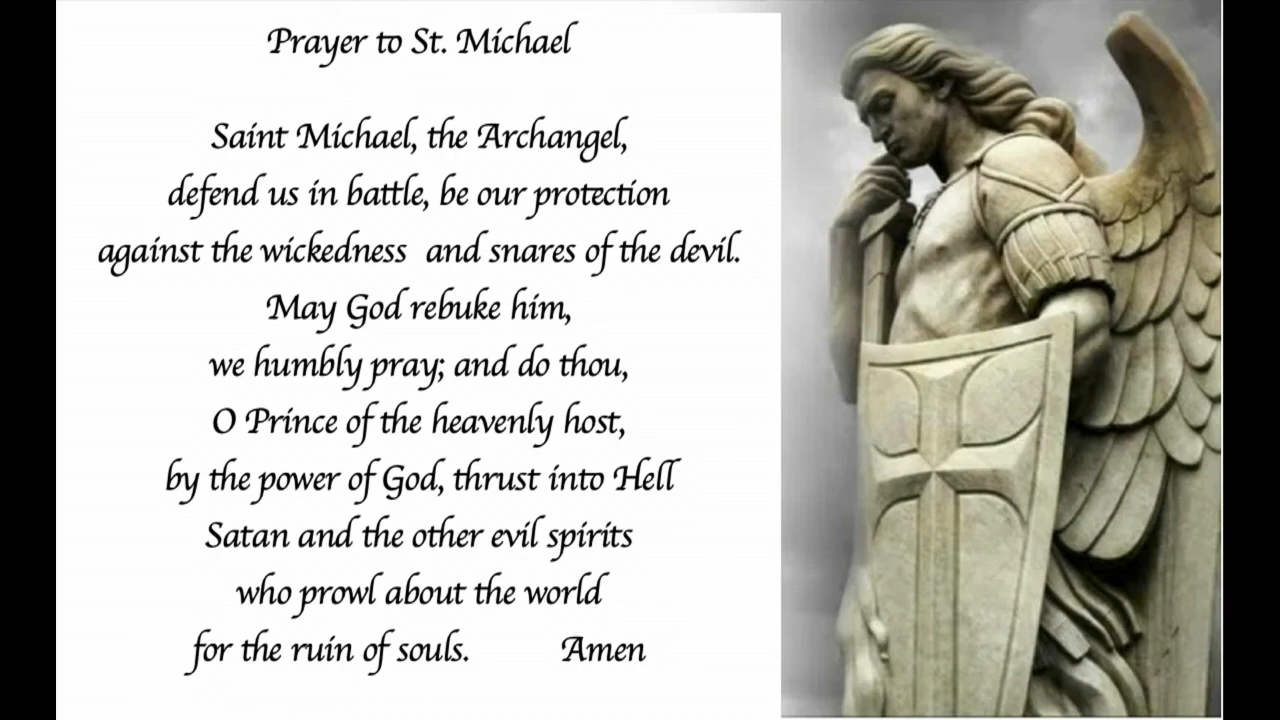 Prayer to St. Michael
Saint Michael, the Archangel,
defend us in battle, be our protection
against the wickedness and snares of the devil.
May God rebuke him,
we humbly pray; and do thou,
O Prince of the heavenly host,
by the power of God, thrust into Hell
Satan and the other evil spirits
who prowl about the world
for the ruin of souls. Amen